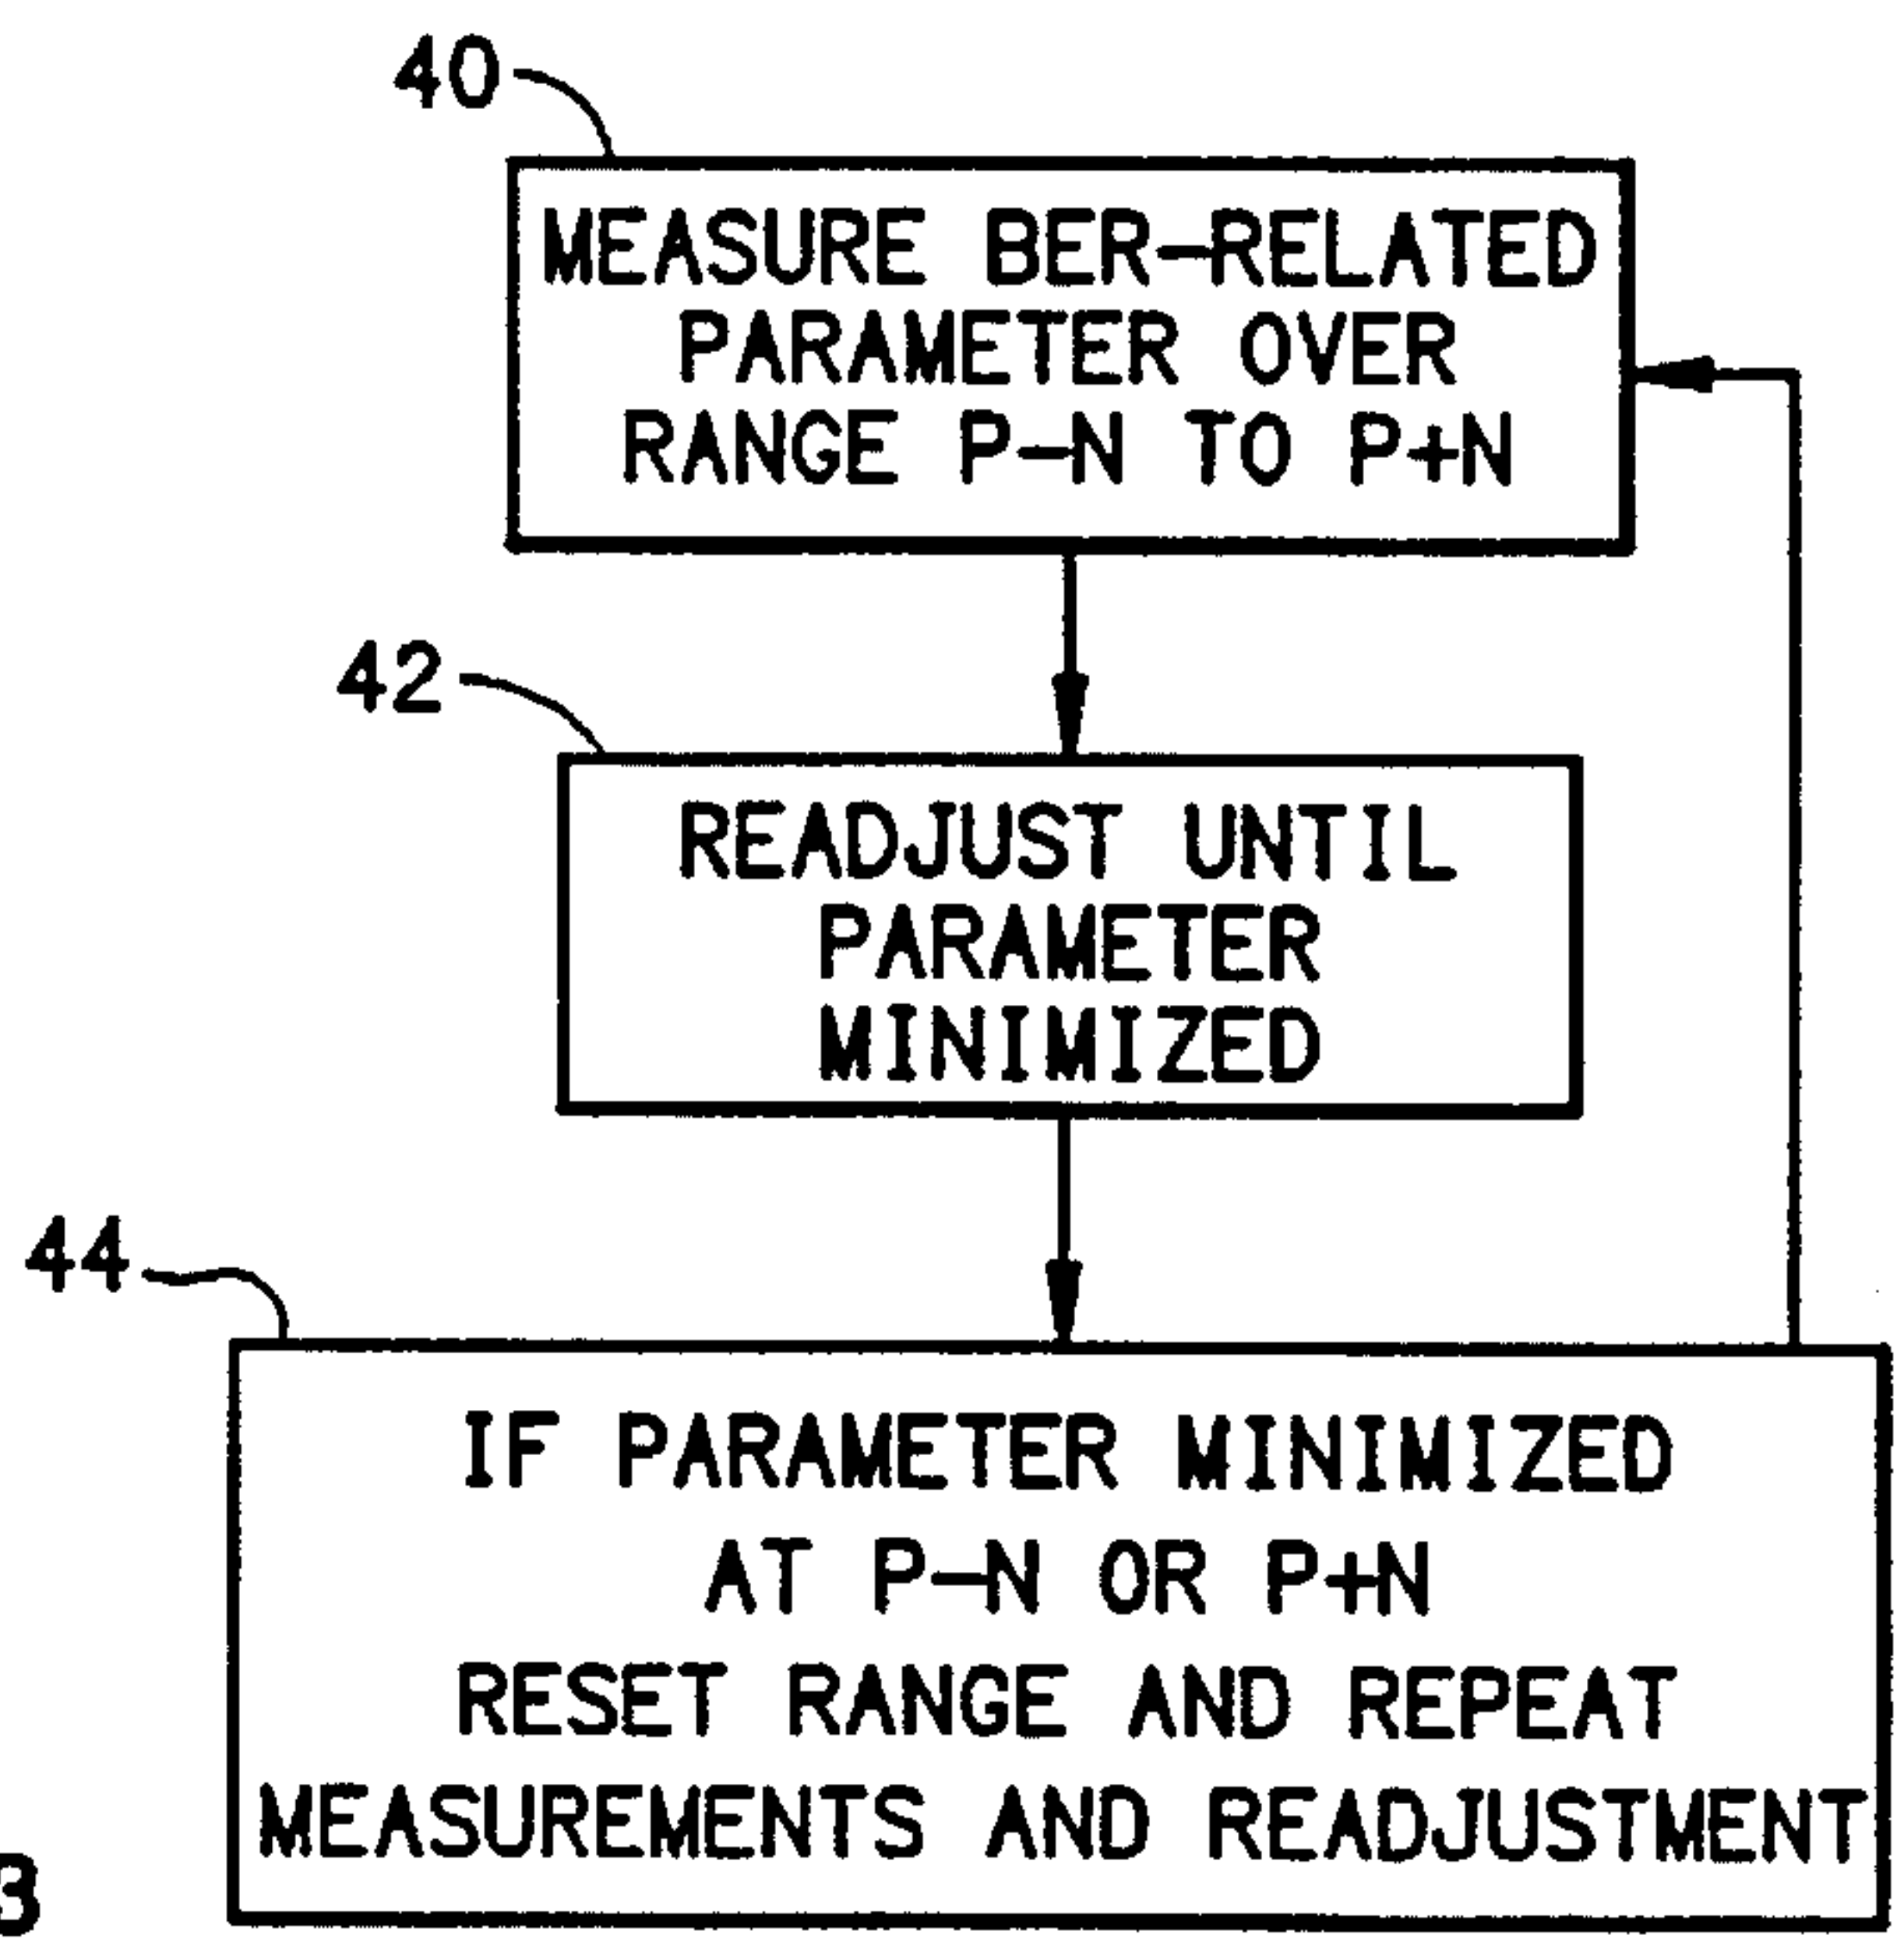 40
MEASURE BER-RELATED
PARAMETER OVER
RANGE P-N TO P+N
42
READJUST UNTIL
PARAMETER
MINIMIZED
44
IF PARAMETER MINIMIZED
AT P-N OR P+N
RESET RANGE AND REPEAT
MEASUREMENTS AND READJUSTMENT
3